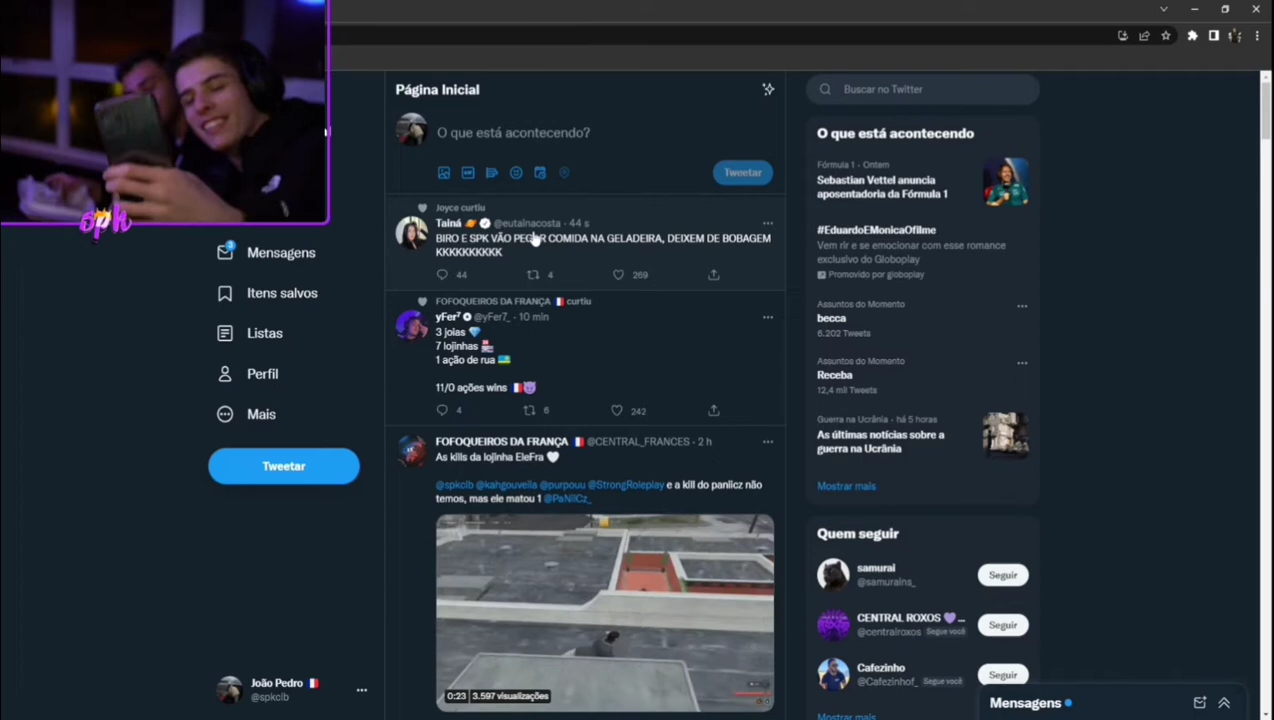 Página Inicial
O que está acontecendo?
Tweetar
spk
Mensagens
Itens salvos
Listas
Perfil
Mais
Tweetar
João Pedro
@spkclb
Joyce curtiu
Tainá @eutainacosta · 44 s
BIRO E SPK VÃO PEGAR COMIDA NA GELADEIRA, DEIXEM DE BOBAGEM
KKKKKKKKKK
44 4 269
FOFOQUEIROS DA FRANÇA curtiu
yFer⁷ @yFer7_ · 10 min
3 joias
7 lojinhas
1 ação de rua
11/0 ações wins
4 6 242
FOFOQUEIROS DA FRANÇA @CENTRAL_FRANCES · 2 h
As kills da lojinha EleFra
@spkclb @kahgouveiia @purpouu @StrongRoleplay e a kill do paniicz não
temos, mas ele matou 1 @PaNiiCz_
0:23 3.597 visualizações
Buscar no Twitter
O que está acontecendo
Fórmula 1 · Ontem
Sebastian Vettel anuncia
aposentadoria da Fórmula 1
#EduardoEMonicaOfilme
Vem rir e se emocionar com esse romance
exclusivo do Globoplay
Promovido por globoplay
Assuntos do Momento
becca
6.202 Tweets
Assuntos do Momento
Receba
12,4 mil Tweets
Guerra na Ucrânia · há 5 horas
As últimas notícias sobre a
guerra na Ucrânia
Mostrar mais
Quem seguir
samurai
@samurains_
Seguir
CENTRAL ROXOS ...
@centralroxos Segue você
Seguir
Cafezinho
@Cafezinhof_ Segue você
Seguir
Mostrar mais
Mensagens